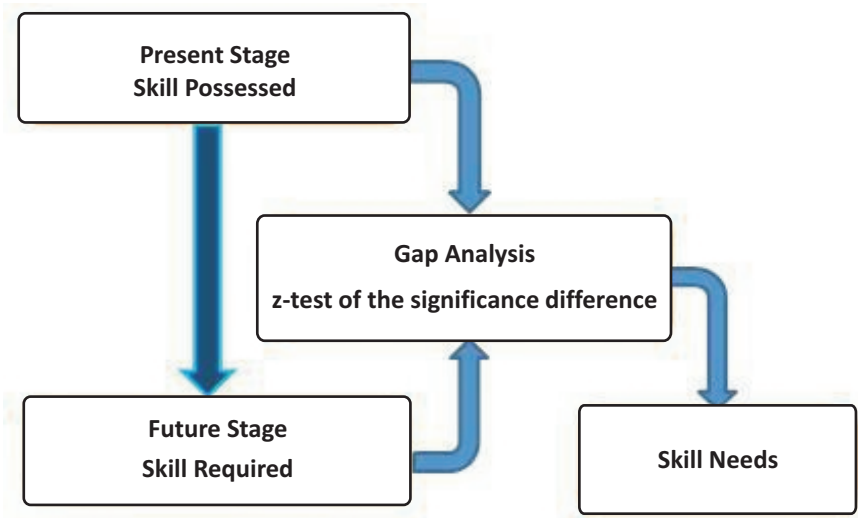 Present Stage
Skill Possessed
Gap Analysis
z-test of the significance difference
Future Stage
Skill Required
Skill Needs